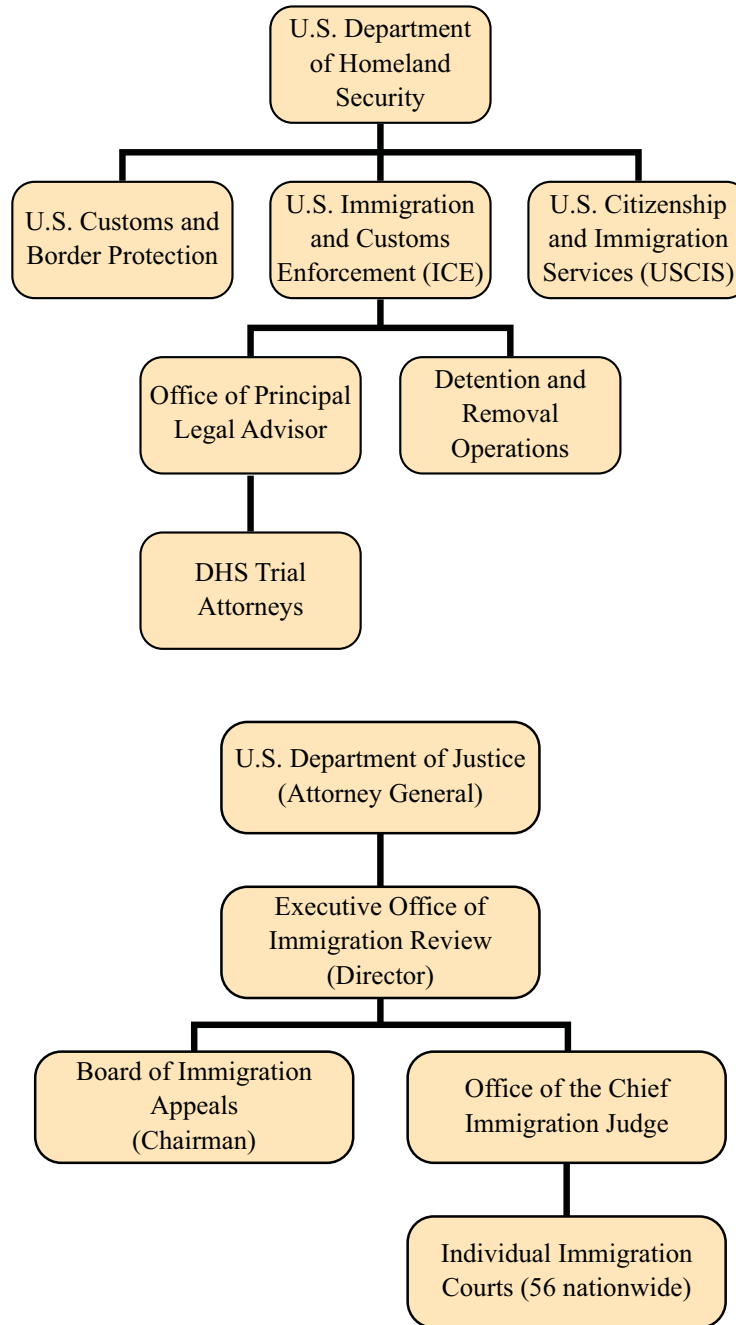 U.S. Department
of Homeland
Security
U.S. Customs and
Border Protection
U.S. Immigration
and Customs
Enforcement (ICE)
U.S. Citizenship
and Immigration
Services (USCIS)
Office of Principal
Legal Advisor
Detention and
Removal
Operations
DHS Trial
Attorneys
U.S. Department of Justice
(Attorney General)
Executive Office of
Immigration Review
(Director)
Board of Immigration
Appeals
(Chairman)
Office of the Chief
Immigration Judge
Individual Immigration
Courts (56 nationwide)